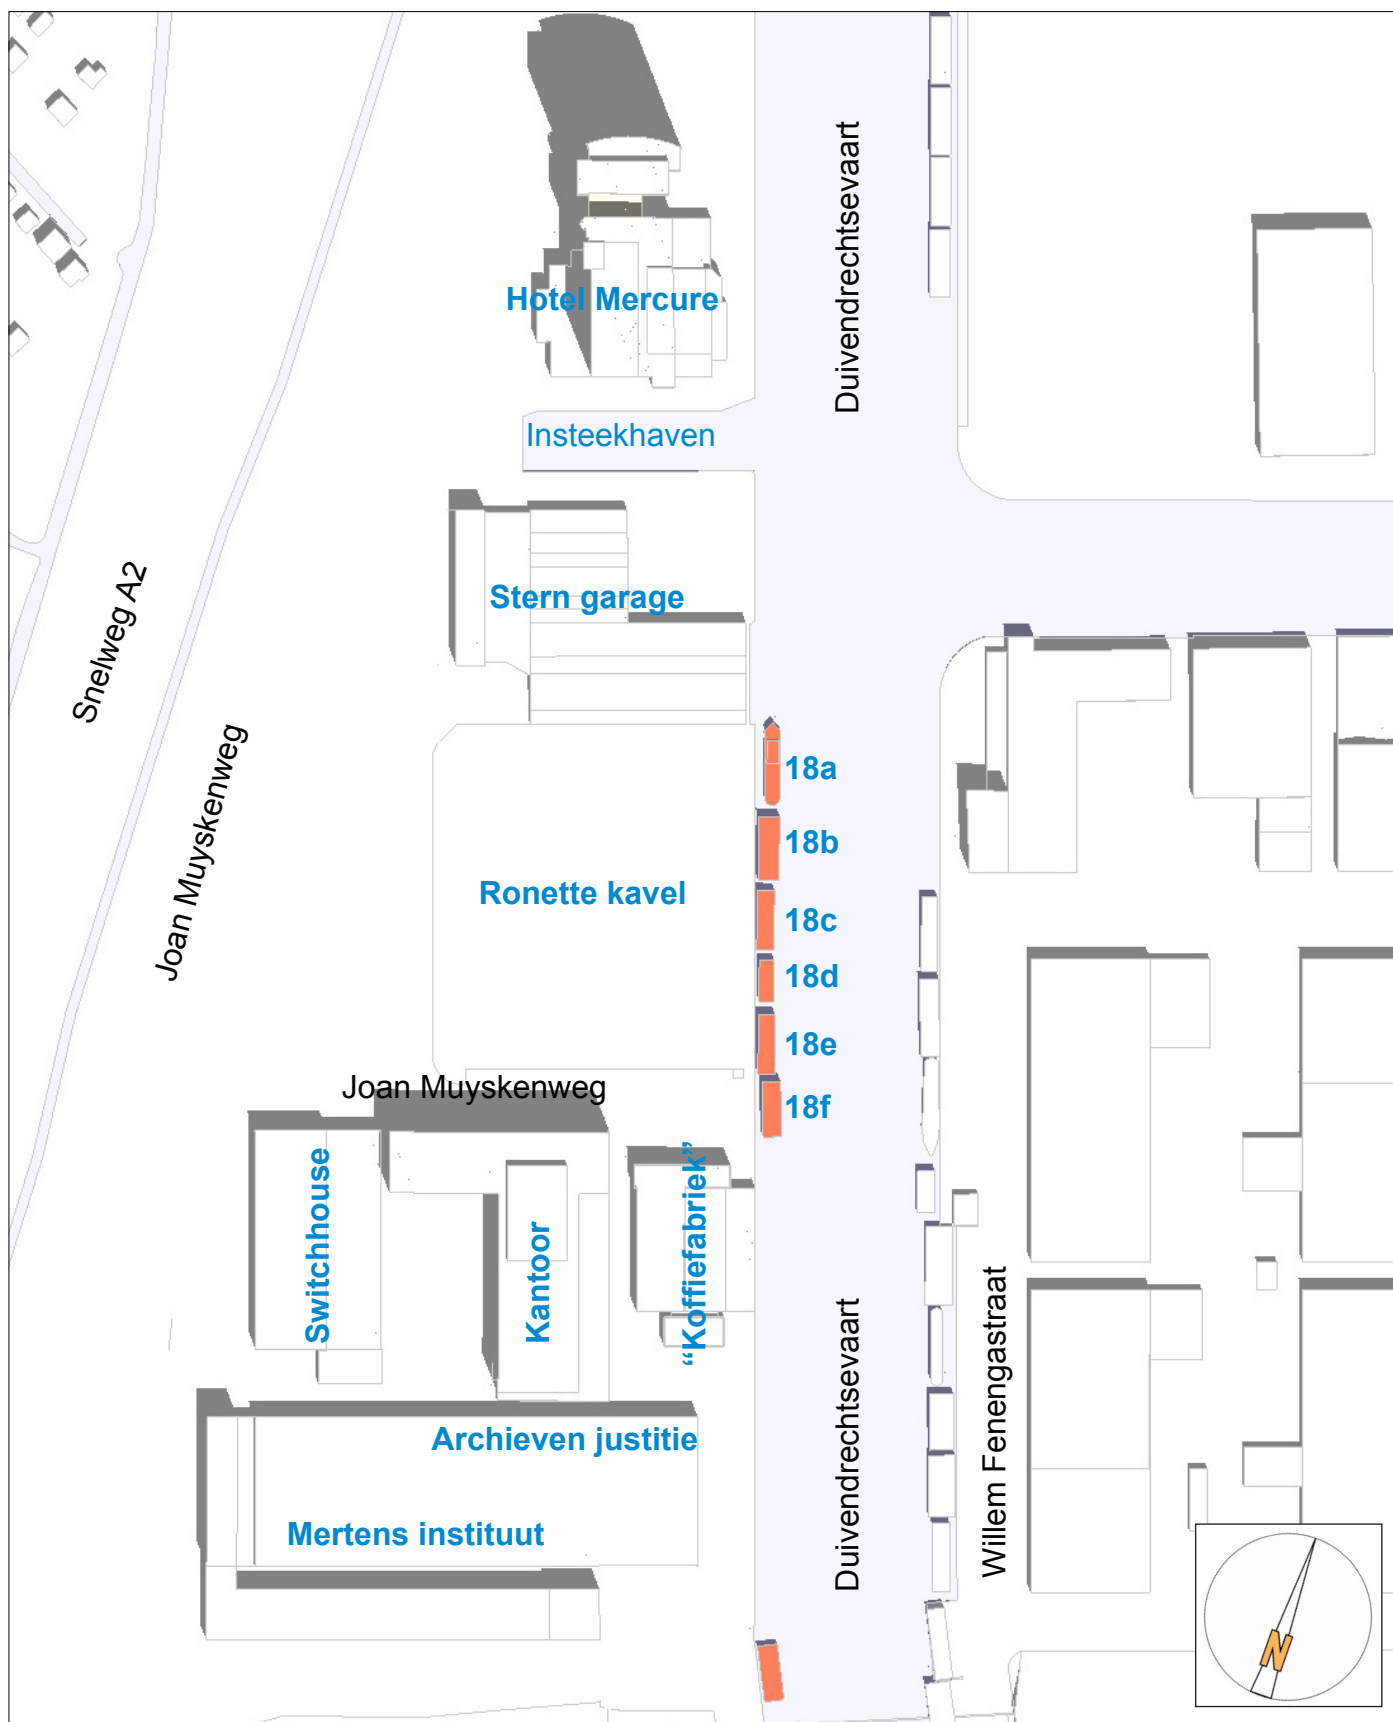 Duivendrechtsevaart
Hotel Mercure
Insteekhaven
Stern garage
Snelweg A2
Joan Muyskenweg
18a
18b
Ronette kavel
18c
18d
18e
Joan Muyskenweg
18f
Switchhouse
Kantoor
“Koffiefabriek”
Duivendrechtsevaart
Willem Fenengastraat
Archieven justitie
Mertens instituut
N